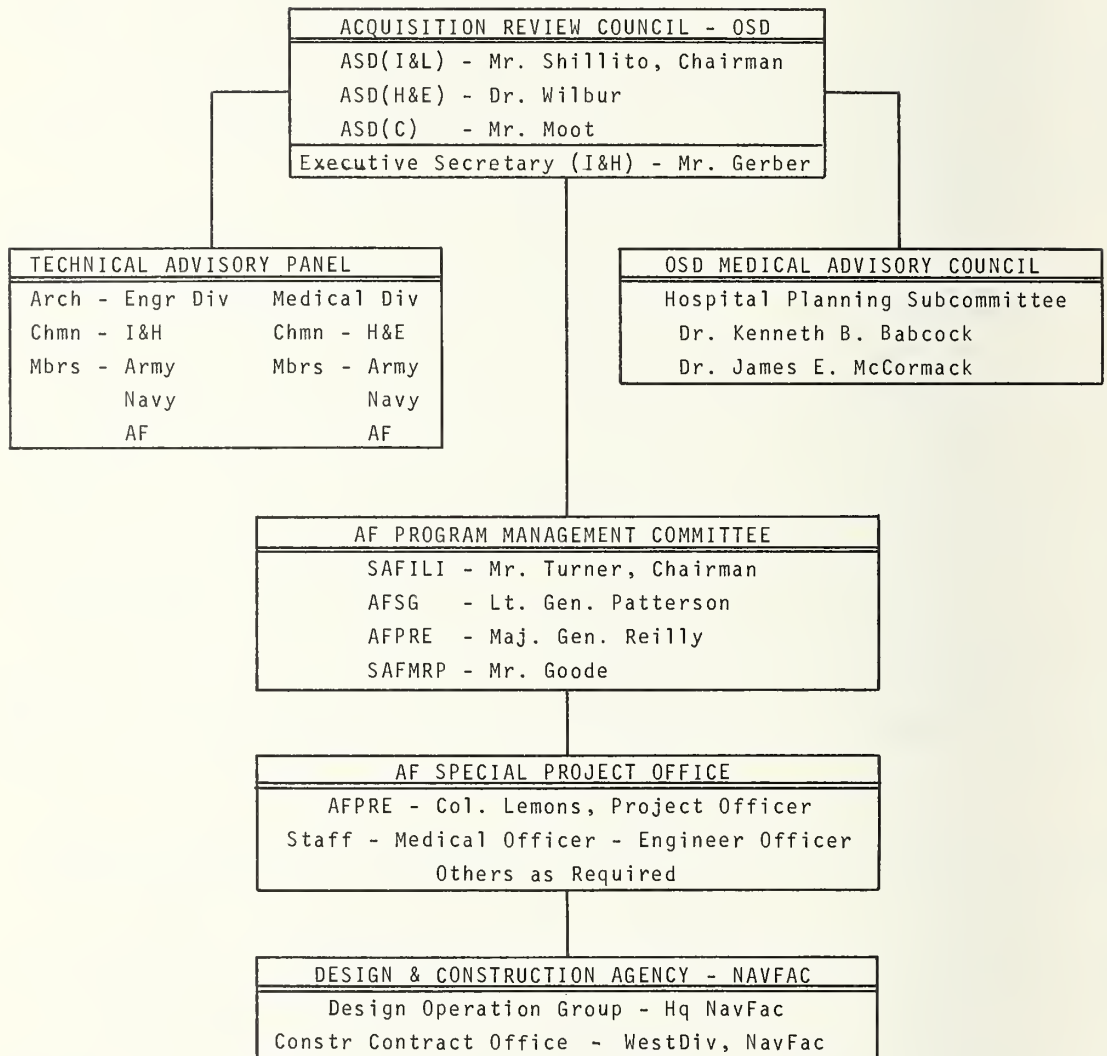 ACQUISITION REVIEW COUNCIL - OSD
ASD(I&L) - Mr. Shillito, Chairman
ASD(H&E) - Dr. Wilbur
ASD(C) - Mr. Moot
Executive Secretary (I&H) - Mr. Gerber
TECHNICAL ADVISORY PANEL
Arch - Engr Div Medical Div
Chmn - I&H Chmn - H&E
Mbrs - Army Mbrs - Army
Navy Navy
AF AF
OSD MEDICAL ADVISORY COUNCIL
Hospital Planning Subcommittee
Dr. Kenneth B. Babcock
Dr. James E. McCormack
AF PROGRAM MANAGEMENT COMMITTEE
SAFILI - Mr. Turner, Chairman
AFSG - Lt. Gen. Patterson
AFPRE - Maj. Gen. Reilly
SAFMRP - Mr. Goode
AF SPECIAL PROJECT OFFICE
AFPRE - Col. Lemons, Project Officer
Staff - Medical Officer - Engineer Officer
Others as Required
DESIGN & CONSTRUCTION AGENCY - NAVFAC
Design Operation Group - Hq NavFac
Constr Contract Office - WestDiv, NavFac